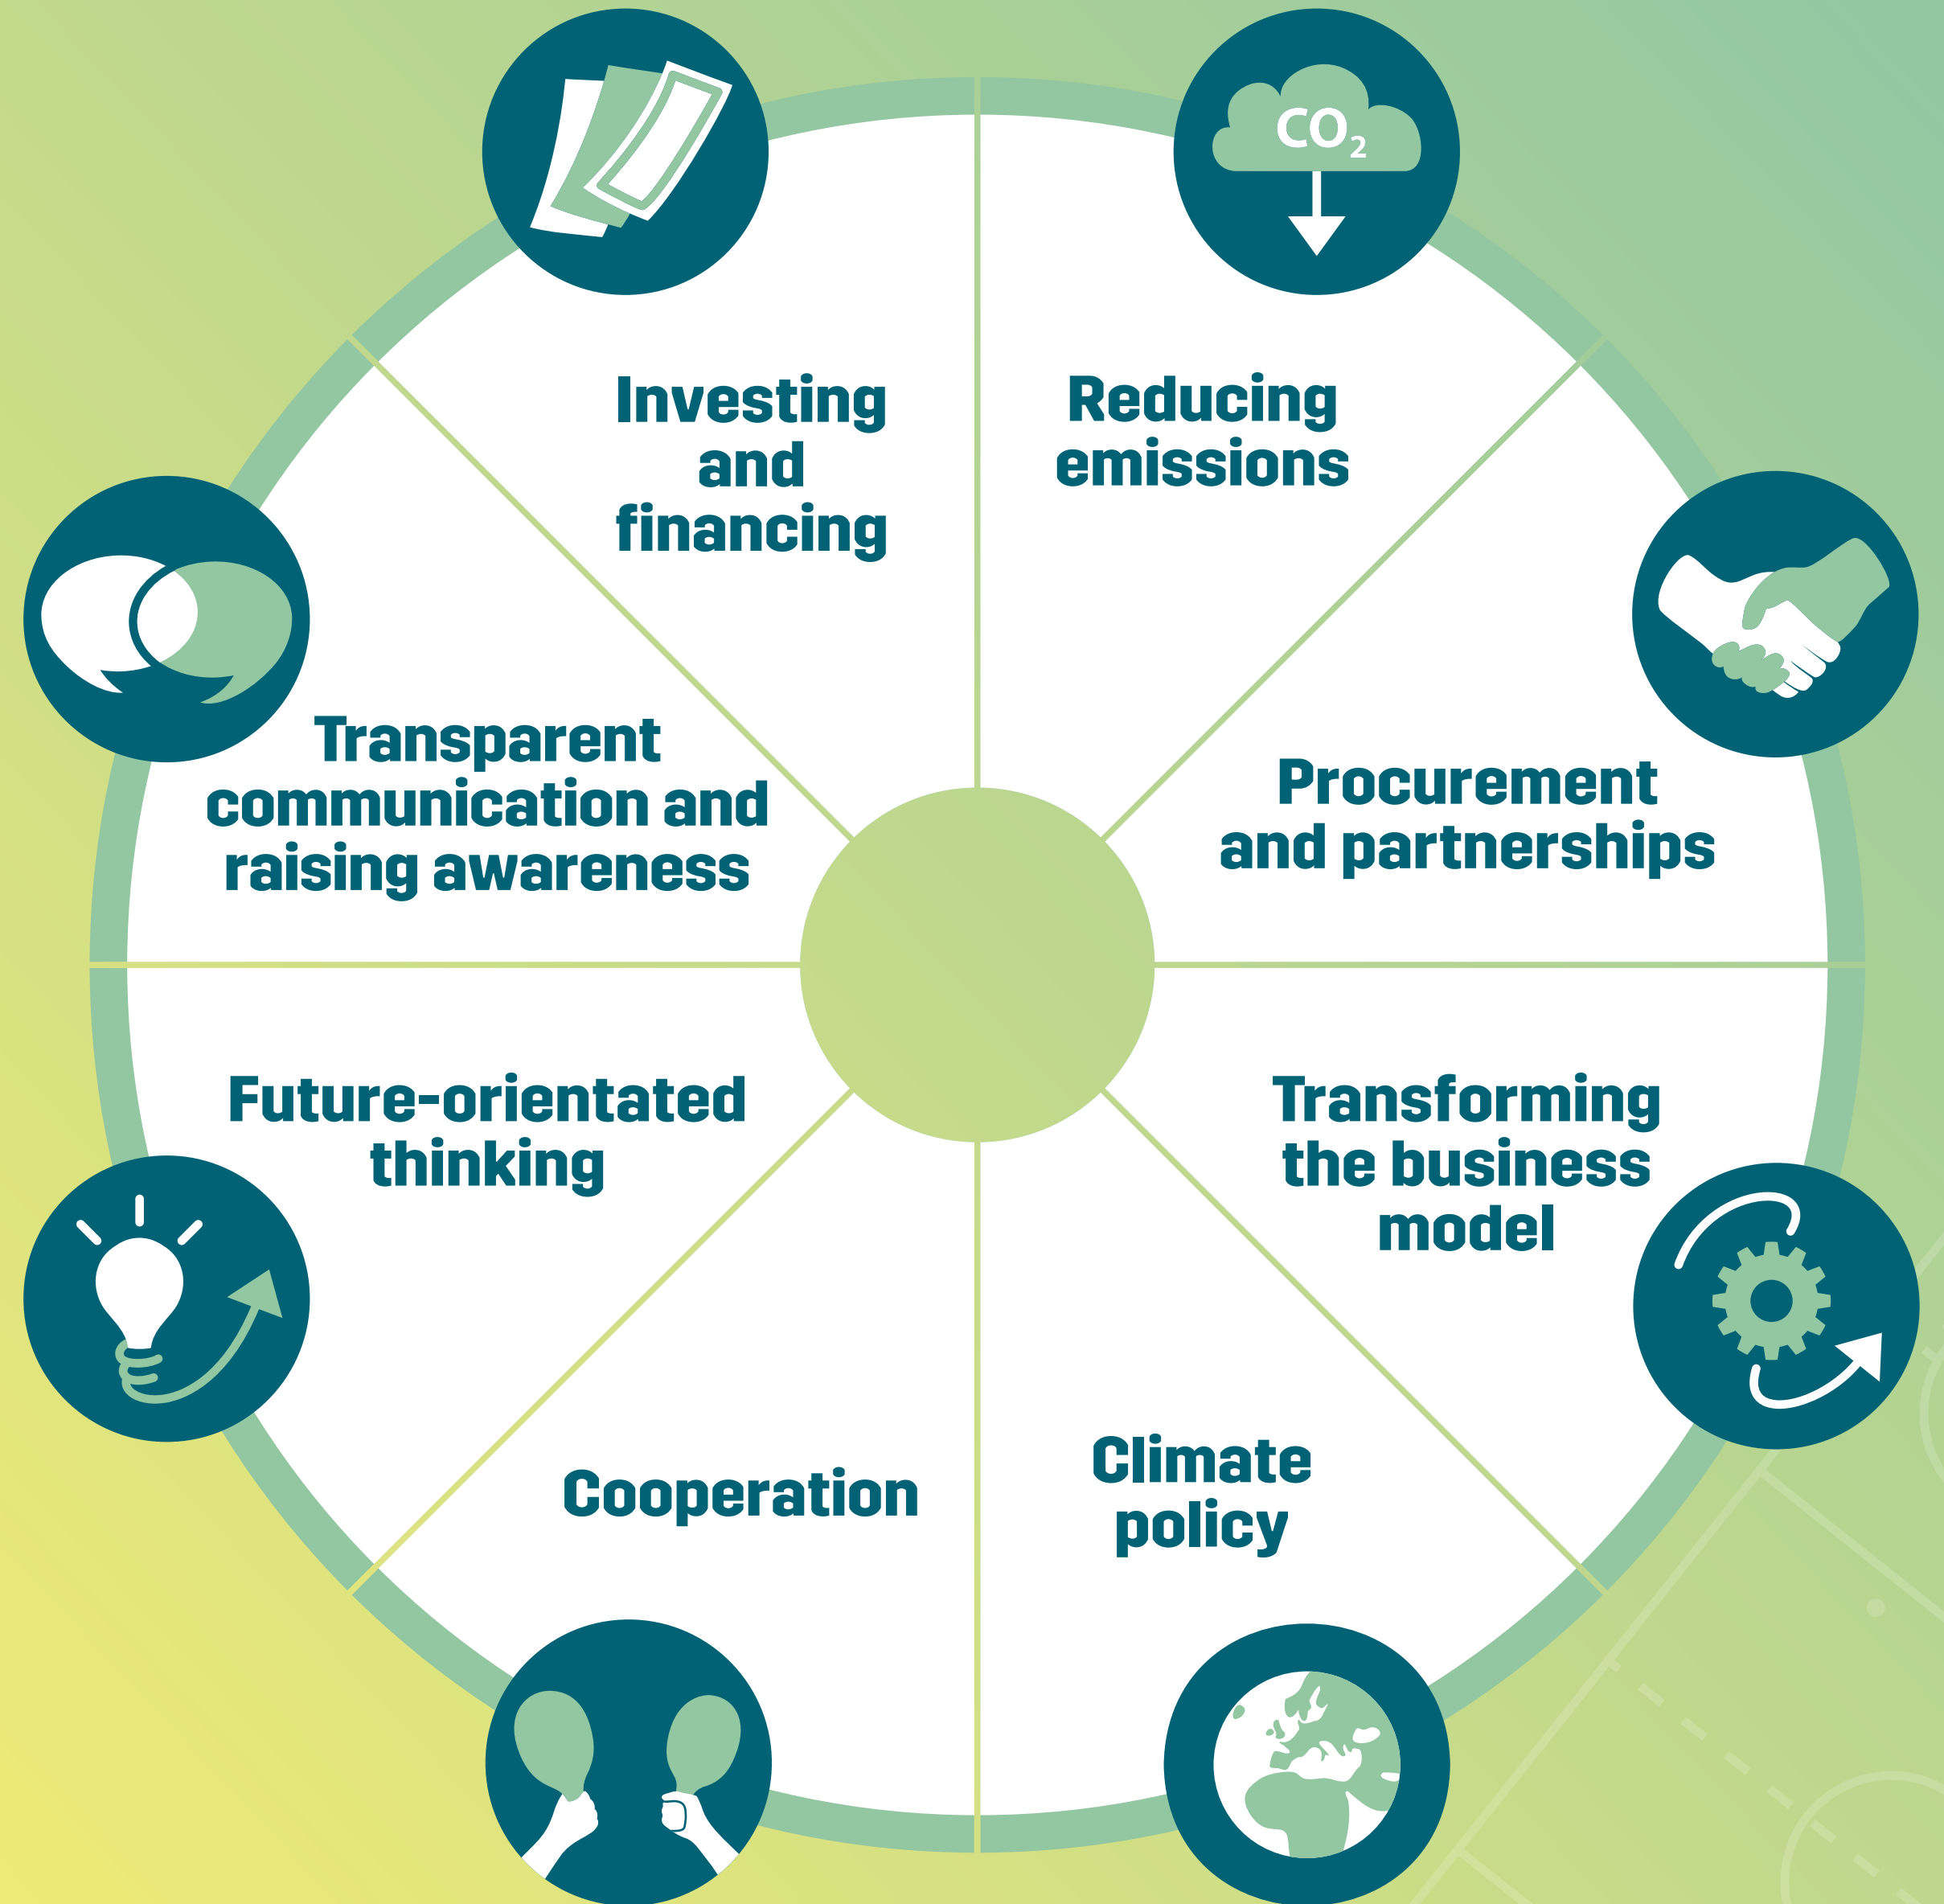 CO₂
Investing
and
financing
Reducing
emissions
Transparent
communication and
raising awareness
Procurement
and partnerships
Future-orientated
thinking
Transforming
the business
model
Cooperation
Climate
policy